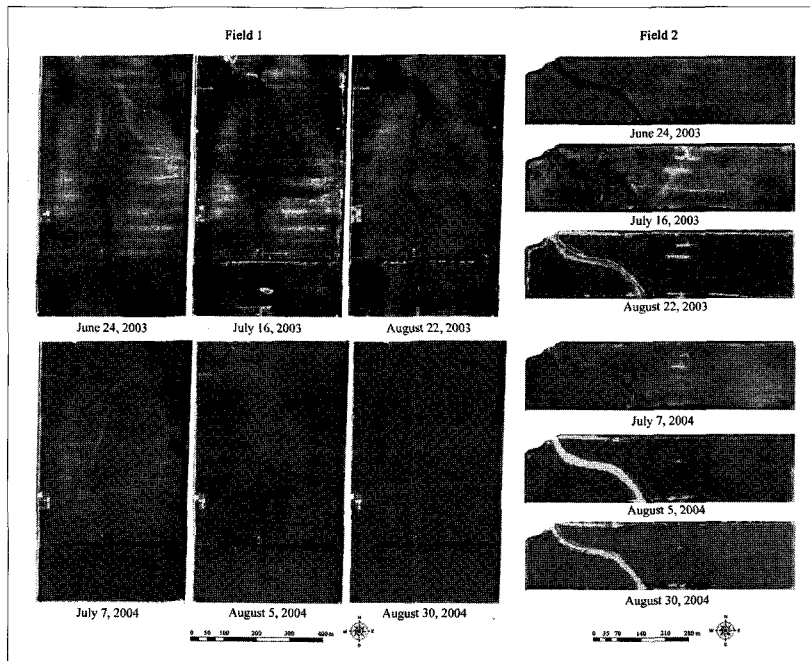 Field 1
Field 2
June 24, 2003
July 16, 2003
August 22, 2003
June 24, 2003
July 16, 2003
August 22, 2003
July 7, 2004
August 5, 2004
August 30, 2004
July 7, 2004
August 5, 2004
August 30, 2004
0 50 100 200 300 400 m
N
W E
S
0 35 70 140 210 280 m
N
W E
S